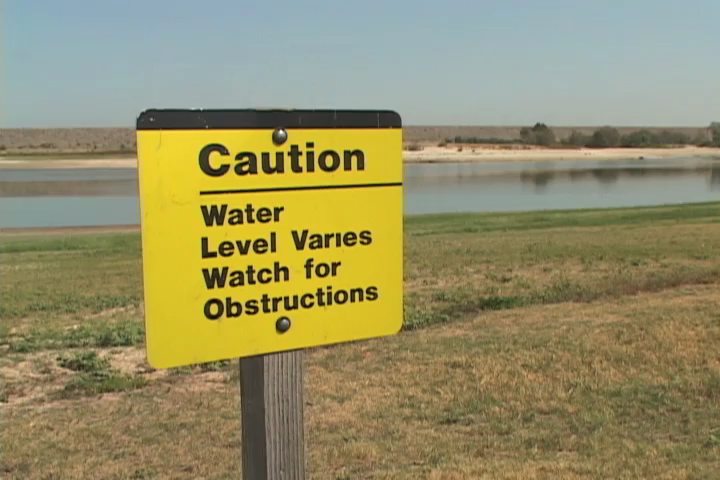 Caution
Water
Level Varies
Watch for
Obstructions